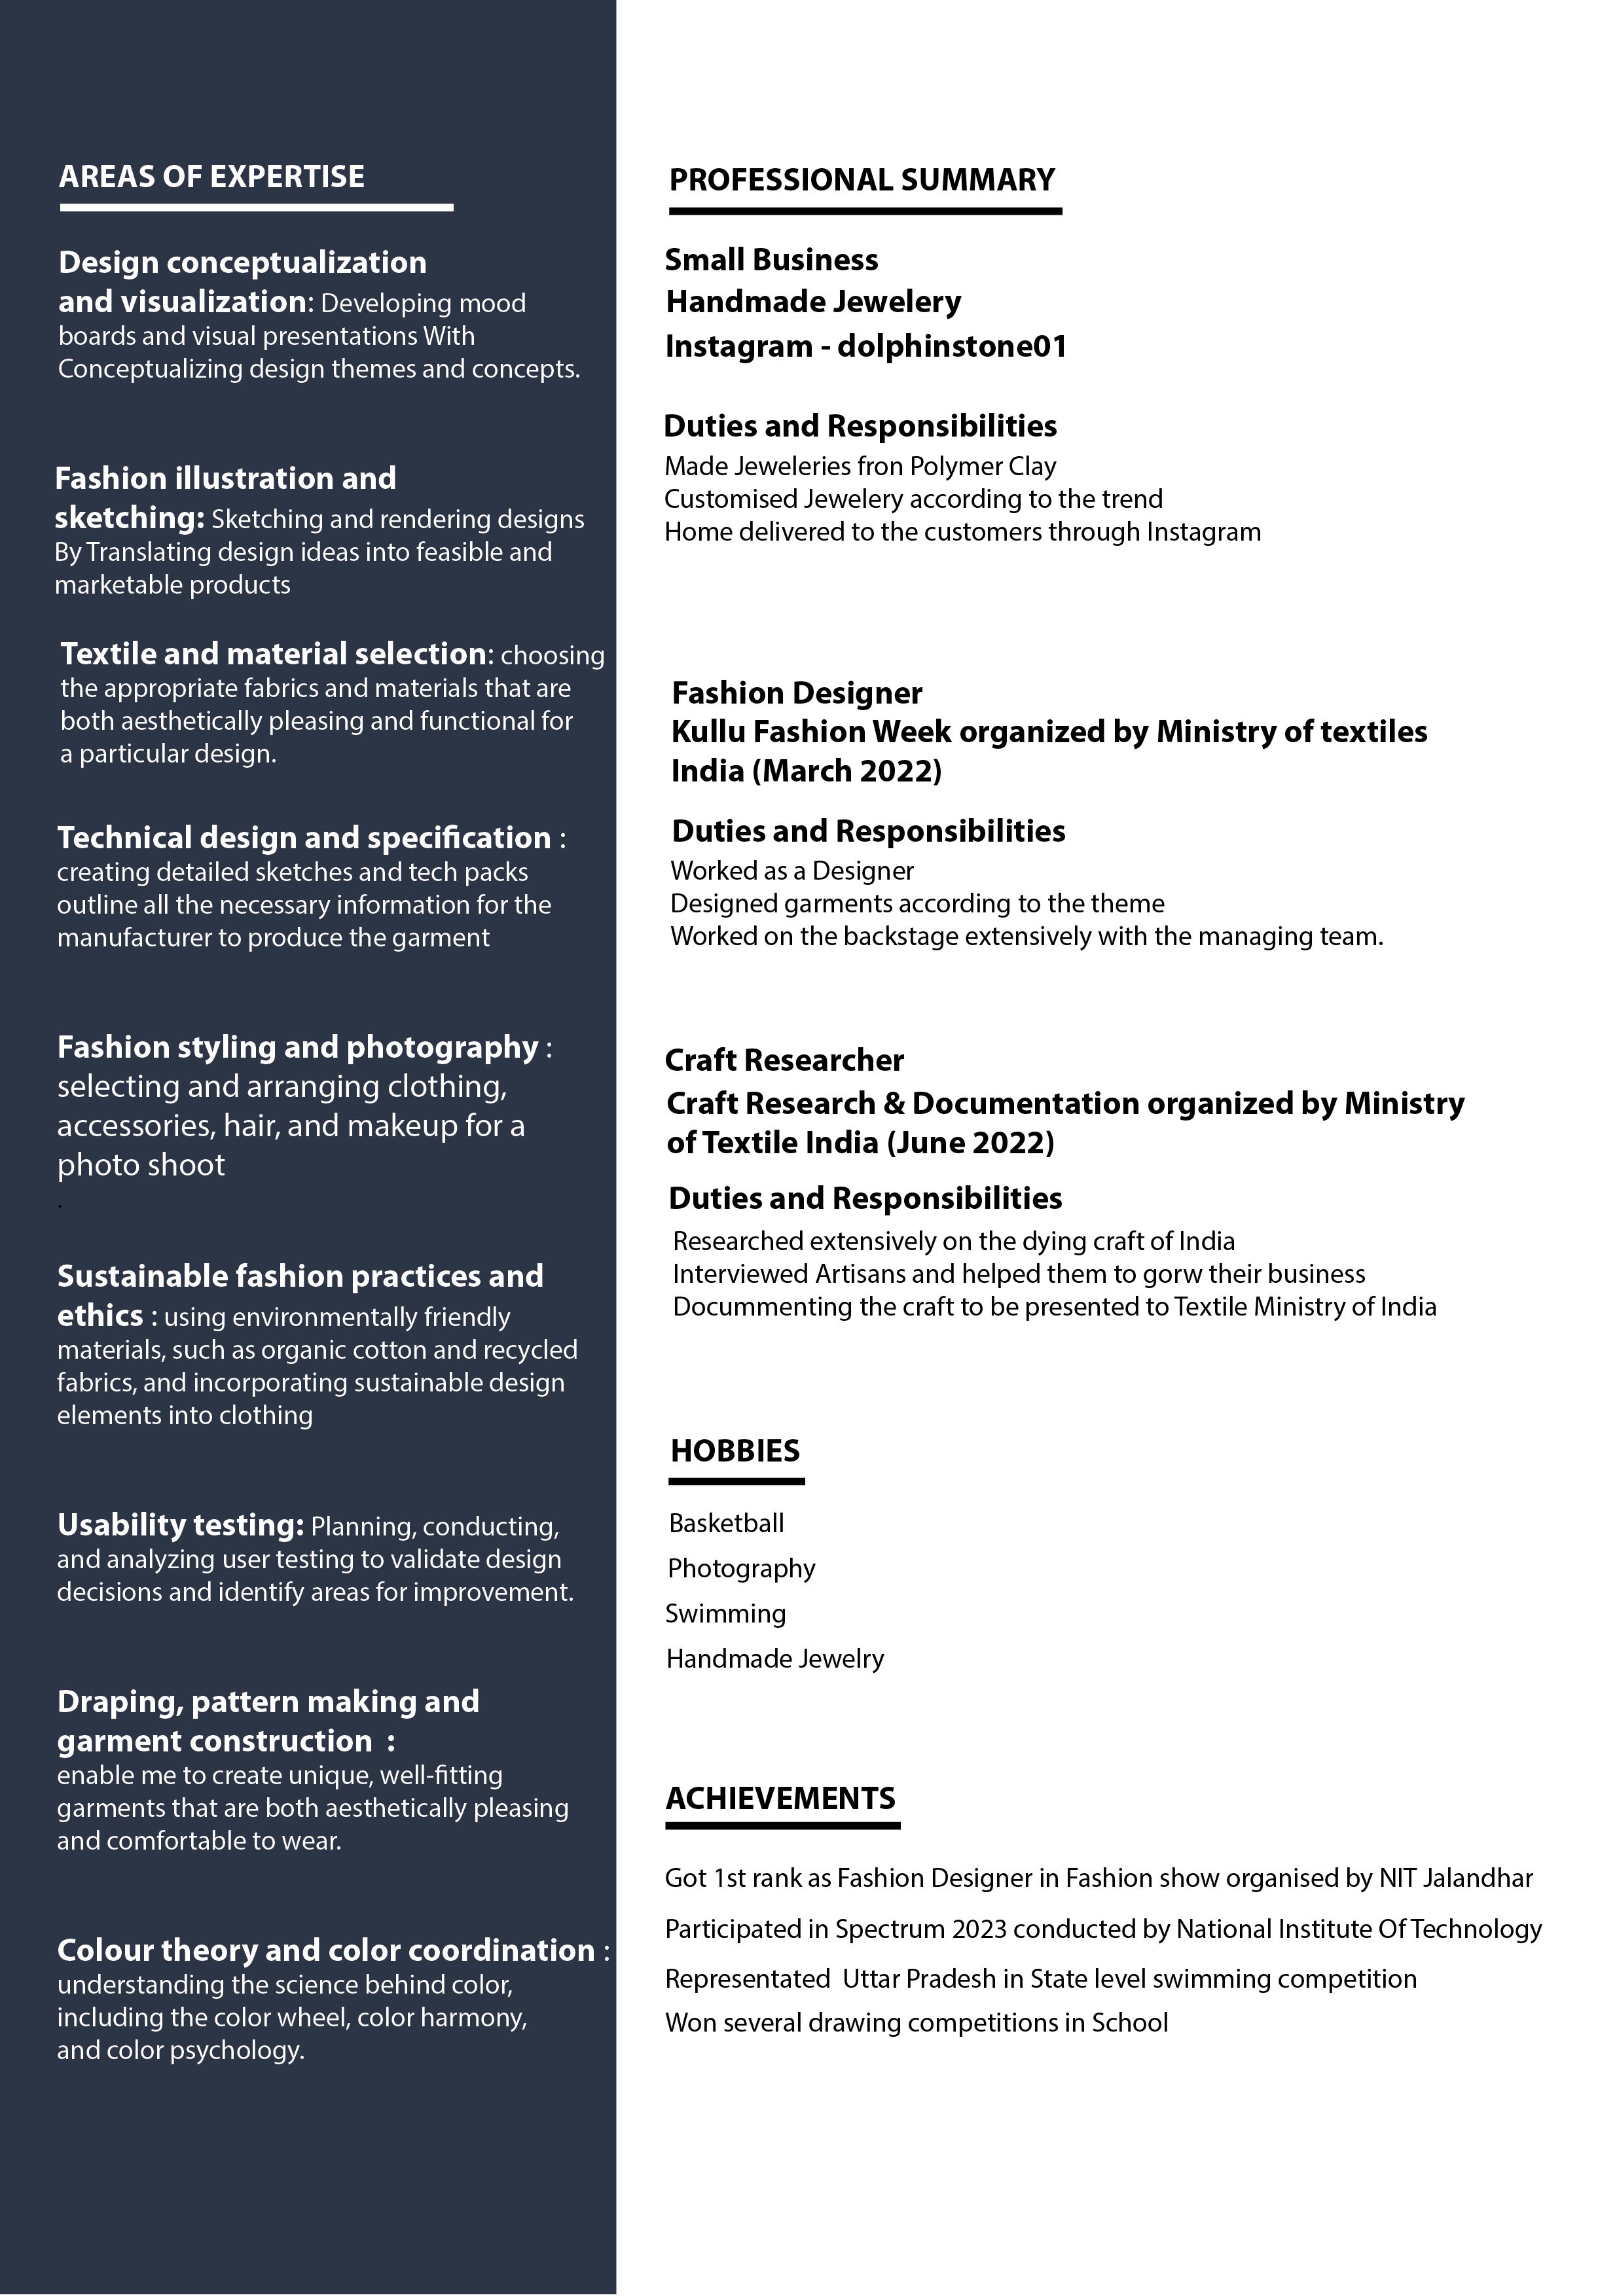 AREAS OF EXPERTISE
Design conceptualization
and visualization: Developing mood
boards and visual presentations With
Conceptualizing design themes and concepts.
Fashion illustration and
sketching: Sketching and rendering designs
By Translating design ideas into feasible and
marketable products
Textile and material selection: choosing
the appropriate fabrics and materials that are
both aesthetically pleasing and functional for
a particular design.
Technical design and specification :
creating detailed sketches and tech packs
outline all the necessary information for the
manufacturer to produce the garment
Fashion styling and photography :
selecting and arranging clothing,
accessories, hair, and makeup for a
photo shoot
.
Sustainable fashion practices and
ethics : using environmentally friendly
materials, such as organic cotton and recycled
fabrics, and incorporating sustainable design
elements into clothing
Usability testing: Planning, conducting,
and analyzing user testing to validate design
decisions and identify areas for improvement.
Draping, pattern making and
garment construction  :
enable me to create unique, well-fitting
garments that are both aesthetically pleasing
and comfortable to wear.
Colour theory and color coordination :
understanding the science behind color,
including the color wheel, color harmony,
and color psychology.
PROFESSIONAL SUMMARY
Small Business
Handmade Jewelery
Instagram - dolphinstone01
Duties and Responsibilities
Made Jeweleries fron Polymer Clay
Customised Jewelery according to the trend
Home delivered to the customers through Instagram
Fashion Designer
Kullu Fashion Week organized by Ministry of textiles
India (March 2022)
Duties and Responsibilities
Worked as a Designer
Designed garments according to the theme
Worked on the backstage extensively with the managing team.
Craft Researcher
Craft Research & Documentation organized by Ministry
of Textile India (June 2022)
Duties and Responsibilities
Researched extensively on the dying craft of India
Interviewed Artisans and helped them to gorw their business
Docummenting the craft to be presented to Textile Ministry of India
HOBBIES
Basketball
Photography
Swimming
Handmade Jewelry
ACHIEVEMENTS
Got 1st rank as Fashion Designer in Fashion show organised by NIT Jalandhar
Participated in Spectrum 2023 conducted by National Institute Of Technology
Representated  Uttar Pradesh in State level swimming competition
Won several drawing competitions in School